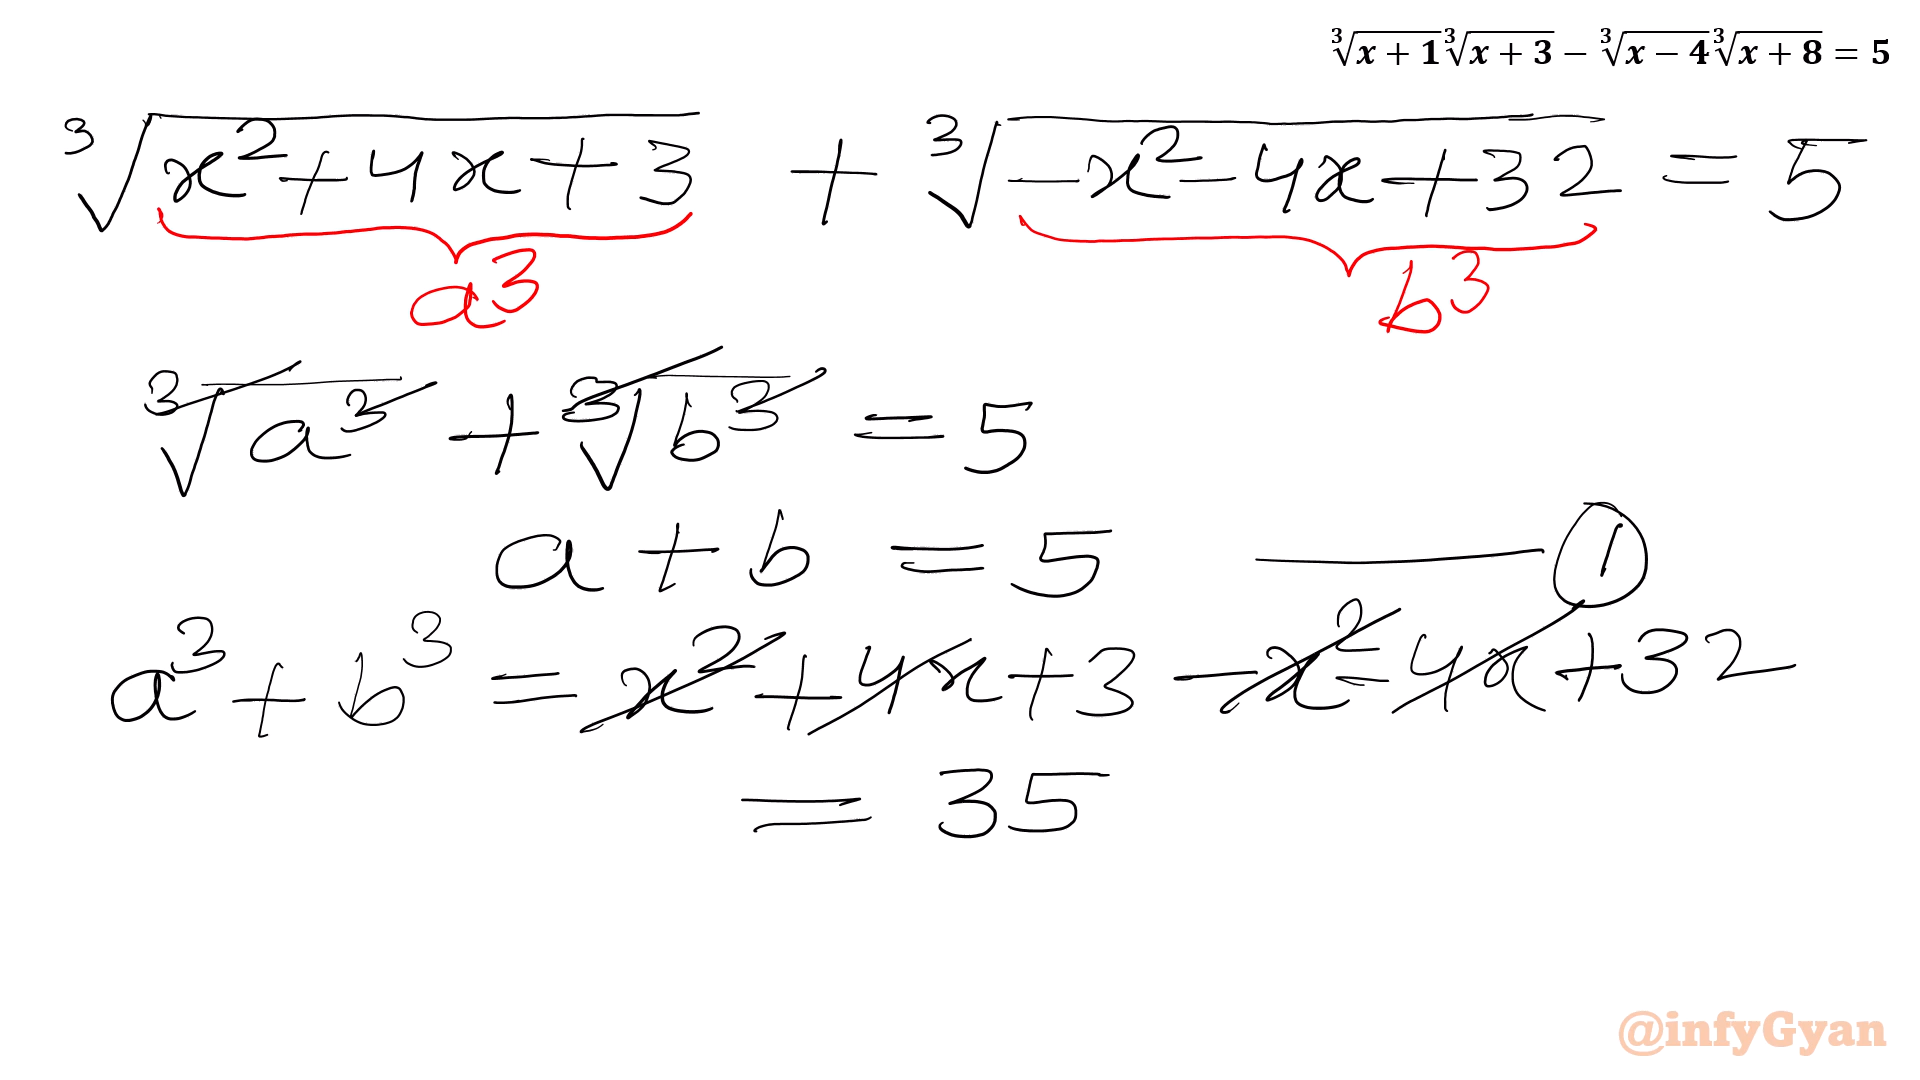 ∛(x + 1) ∛(x + 3) − ∛(x − 4) ∛(x + 8) = 5
∛(x² + 4x + 3) + ∛(−x² − 4x + 32) = 5
a³ b³
∛a³ + ∛b³ = 5
a + b = 5 —— ①
a³ + b³ = x² + 4x + 3 − x² − 4x + 32
= 35
@infyGyan